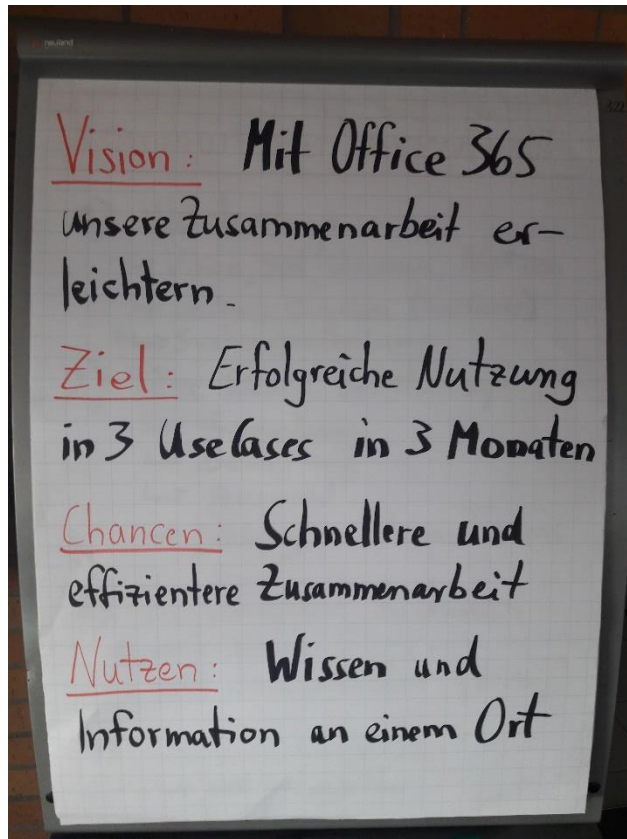 neuland
Vision: Mit Office 365
unsere Zusammenarbeit er-
leichtern.
Ziel: Erfolgreiche Nutzung
in 3 UseCases in 3 Monaten
Chancen: Schnellere und
effizientere Zusammenarbeit
Nutzen: Wissen und
Information an einem Ort